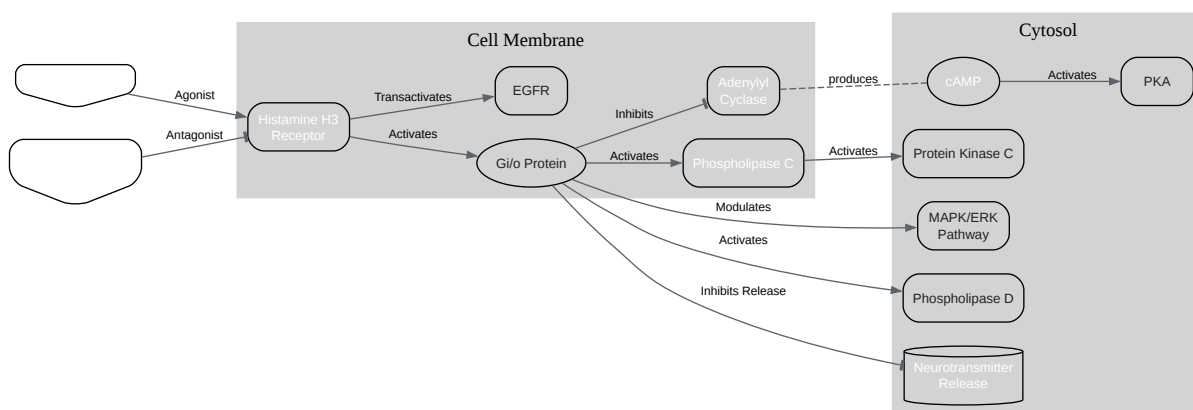 Cell Membrane
Cytosol
Agonist
Antagonist
Histamine H3
Receptor
Transactivates
EGFR
Activates
Gi/o Protein
Inhibits
Adenylyl
Cyclase
produces
cAMP
Activates
PKA
Activates
Phospholipase C
Activates
Protein Kinase C
Modulates
MAPK/ERK
Pathway
Activates
Phospholipase D
Inhibits Release
Neurotransmitter
Release